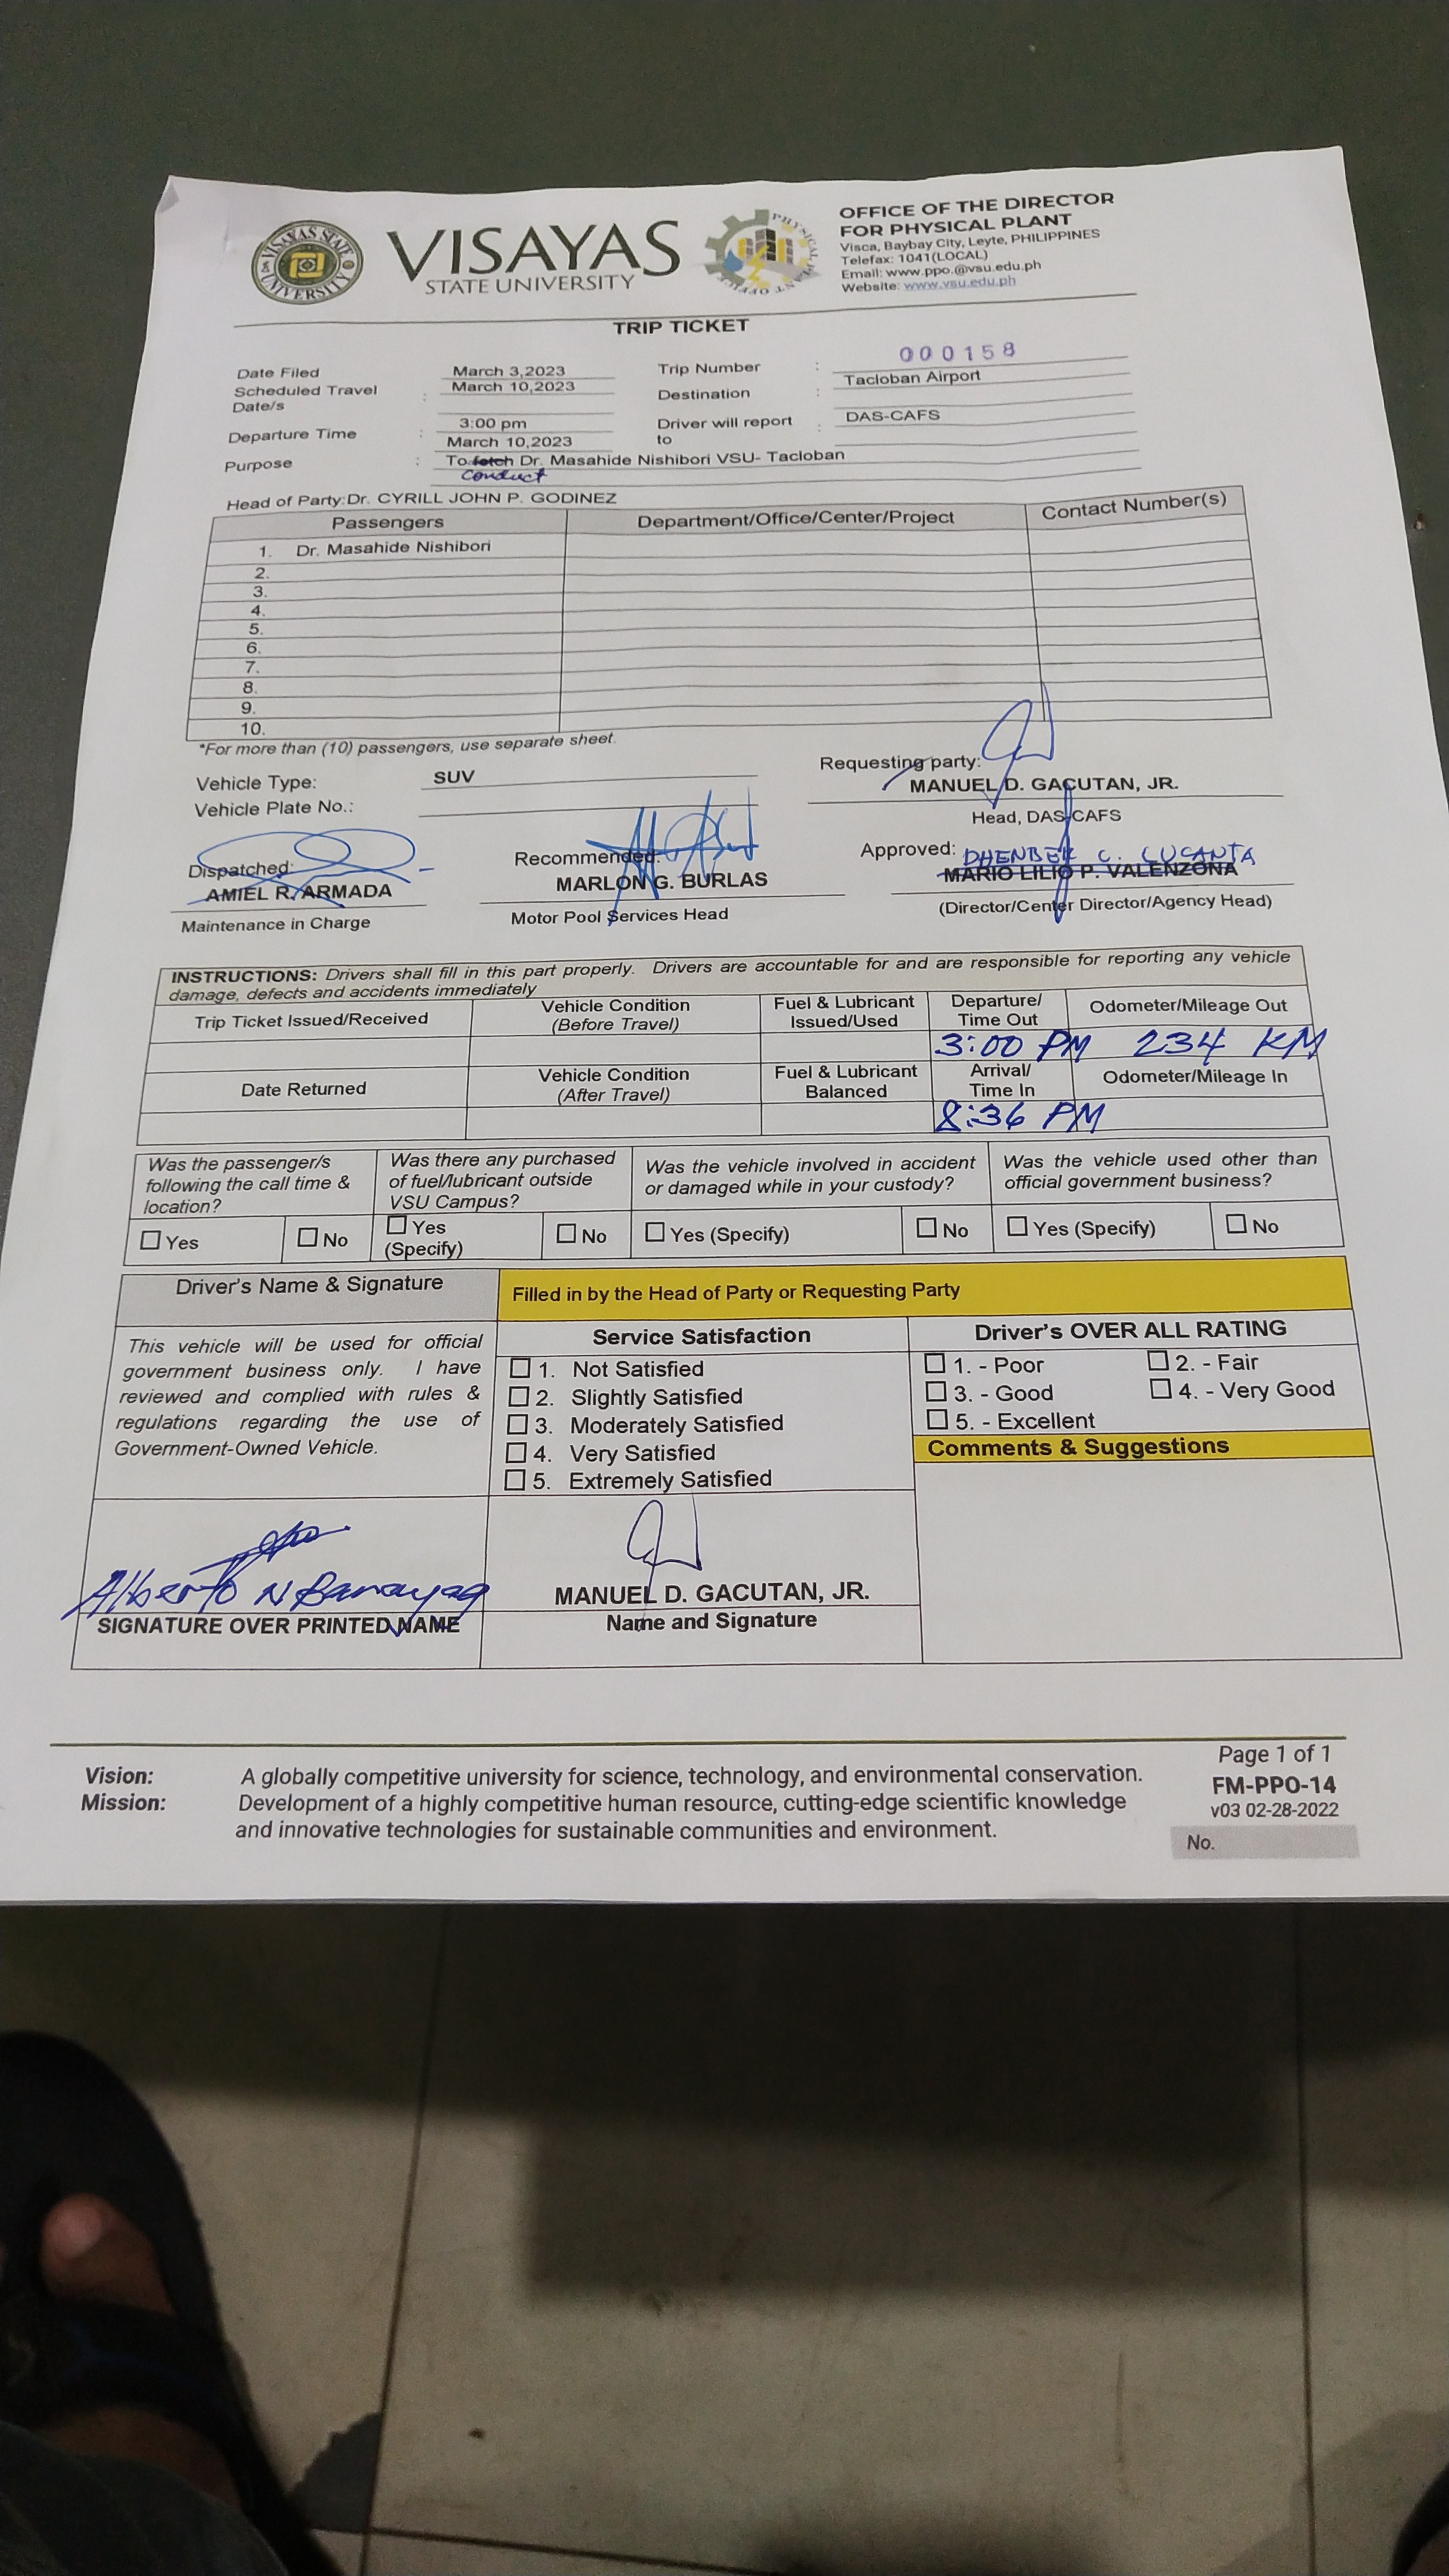 VISAYAS STATE UNIVERSITY
VISAYAS
STATE UNIVERSITY
PHYSICAL PLANT OFFICE
OFFICE OF THE DIRECTOR
FOR PHYSICAL PLANT
Visca, Baybay City, Leyte, PHILIPPINES
Telefax: 1041(LOCAL)
Email: www.ppo.@vsu.edu.ph
Website: www.vsu.edu.ph
TRIP TICKET
Date Filed March 3,2023 Trip Number : 000158
Scheduled Travel Date/s : March 10,2023 Destination : Tacloban Airport
Departure Time : 3:00 pm March 10,2023 Driver will report to : DAS-CAFS
Purpose : To fetch Dr. Masahide Nishibori VSU- Tacloban
conduct
Head of Party:Dr. CYRILL JOHN P. GODINEZ
Passengers Department/Office/Center/Project Contact Number(s)
1. Dr. Masahide Nishibori
2.
3.
4.
5.
6.
7.
8.
9.
10.
*For more than (10) passengers, use separate sheet.
Vehicle Type: SUV
Vehicle Plate No.:
Requesting party:
MANUEL D. GACUTAN, JR.
Head, DAS-CAFS
Dispatched:
AMIEL R. ARMADA
Maintenance in Charge
Recommended:
MARLON G. BURLAS
Motor Pool Services Head
Approved: DHENBER C. LUCANTA
MARIO LILIO P. VALENZONA
(Director/Center Director/Agency Head)
INSTRUCTIONS: Drivers shall fill in this part properly. Drivers are accountable for and are responsible for reporting any vehicle
damage, defects and accidents immediately
Trip Ticket Issued/Received Vehicle Condition (Before Travel) Fuel & Lubricant Issued/Used Departure/ Time Out Odometer/Mileage Out
3:00 PM 234 KM
Date Returned Vehicle Condition (After Travel) Fuel & Lubricant Balanced Arrival/ Time In Odometer/Mileage In
8:36 PM
Was the passenger/s following the call time & location?
Was there any purchased of fuel/lubricant outside VSU Campus?
Was the vehicle involved in accident or damaged while in your custody?
Was the vehicle used other than official government business?
Yes No Yes (Specify) No Yes (Specify) No Yes (Specify) No
Driver's Name & Signature Filled in by the Head of Party or Requesting Party
This vehicle will be used for official
government business only. I have
reviewed and complied with rules &
regulations regarding the use of
Government-Owned Vehicle.
Service Satisfaction
1. Not Satisfied
2. Slightly Satisfied
3. Moderately Satisfied
4. Very Satisfied
5. Extremely Satisfied
Driver's OVER ALL RATING
1. - Poor 2. - Fair
3. - Good 4. - Very Good
5. - Excellent
Comments & Suggestions
Alberto N Banayag
SIGNATURE OVER PRINTED NAME
MANUEL D. GACUTAN, JR.
Name and Signature
Vision: A globally competitive university for science, technology, and environmental conservation.
Mission: Development of a highly competitive human resource, cutting-edge scientific knowledge
and innovative technologies for sustainable communities and environment.
Page 1 of 1
FM-PPO-14
v03 02-28-2022
No.